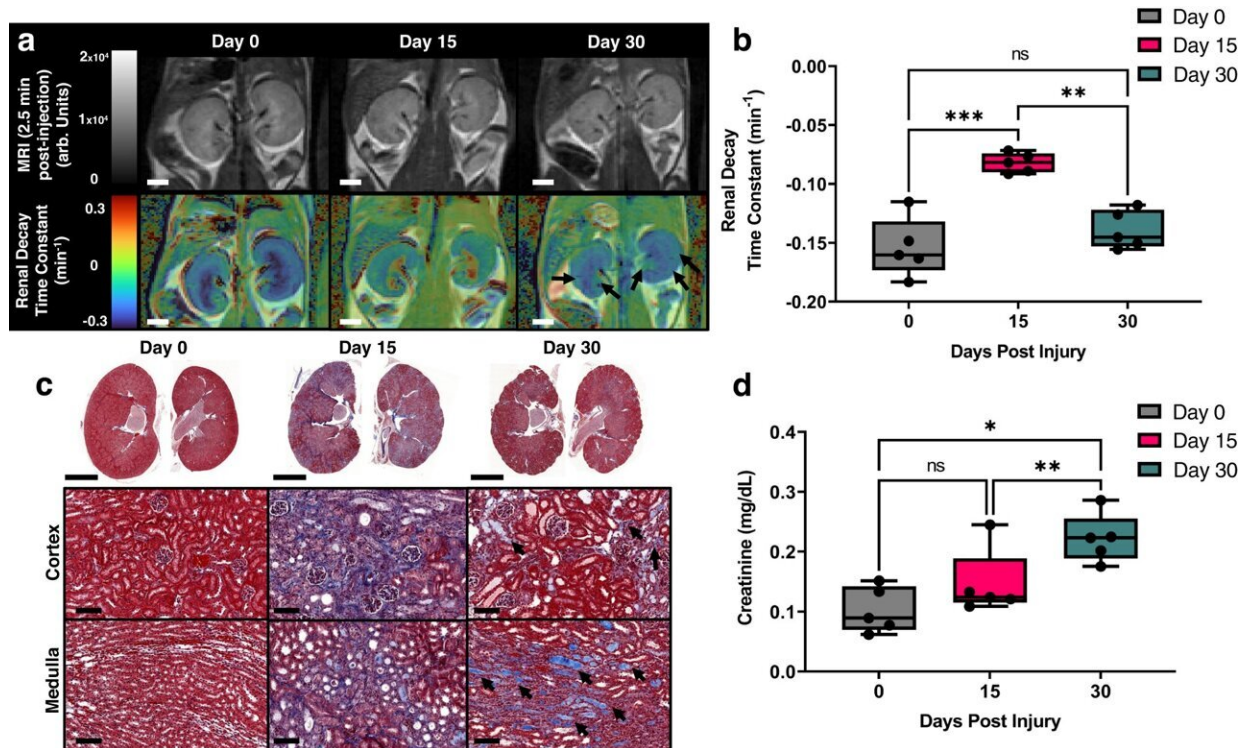 a
Day 0
Day 15
Day 30
MRI (2.5 min
post-injection)
(arb. Units)
2x10⁴
1x10⁴
0
Renal Decay
Time Constant
(min⁻¹)
0.3
0
-0.3
b
Day 0
Day 15
Day 30
Renal Decay
Time Constant (min⁻¹)
0.00
-0.05
-0.10
-0.15
-0.20
ns
***
**
0
15
30
Days Post Injury
c
Day 0
Day 15
Day 30
Cortex
Medulla
d
Day 0
Day 15
Day 30
Creatinine (mg/dL)
0.4
0.3
0.2
0.1
0.0
*
ns
**
0
15
30
Days Post Injury